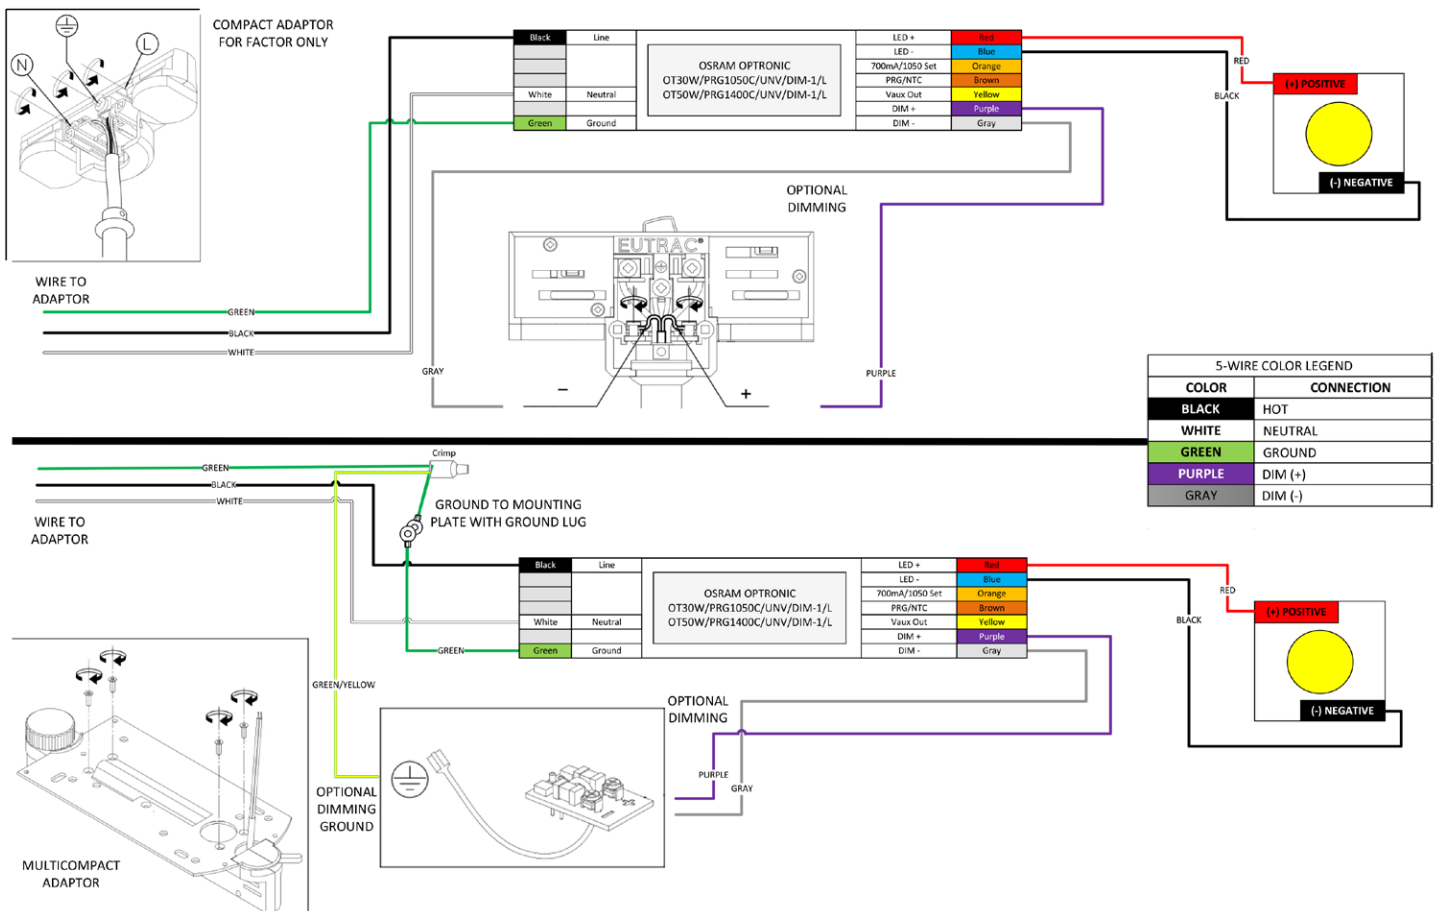 COMPACT ADAPTOR
FOR FACTOR ONLY
L
N
Black Line
White Neutral
Green Ground
OSRAM OPTRONIC
OT30W/PRG1050C/UNV/DIM-1/L
OT50W/PRG1400C/UNV/DIM-1/L
LED + Red
LED - Blue
700mA/1050 Set Orange
PRG/NTC Brown
Vaux Out Yellow
DIM + Purple
DIM - Gray
RED
BLACK
(+) POSITIVE
(-) NEGATIVE
OPTIONAL
DIMMING
EUTRAC®
WIRE TO
ADAPTOR
GREEN
BLACK
WHITE
GRAY
PURPLE
–
+
5-WIRE COLOR LEGEND
COLOR CONNECTION
BLACK HOT
WHITE NEUTRAL
GREEN GROUND
PURPLE DIM (+)
GRAY DIM (-)
Crimp
GREEN
BLACK
WHITE
WIRE TO
ADAPTOR
GROUND TO MOUNTING
PLATE WITH GROUND LUG
Black Line
White Neutral
Green Ground
OSRAM OPTRONIC
OT30W/PRG1050C/UNV/DIM-1/L
OT50W/PRG1400C/UNV/DIM-1/L
LED + Red
LED - Blue
700mA/1050 Set Orange
PRG/NTC Brown
Vaux Out Yellow
DIM + Purple
DIM - Gray
RED
BLACK
(+) POSITIVE
(-) NEGATIVE
GREEN
GREEN/YELLOW
OPTIONAL
DIMMING
PURPLE
GRAY
OPTIONAL
DIMMING
GROUND
+
–
MULTICOMPACT
ADAPTOR